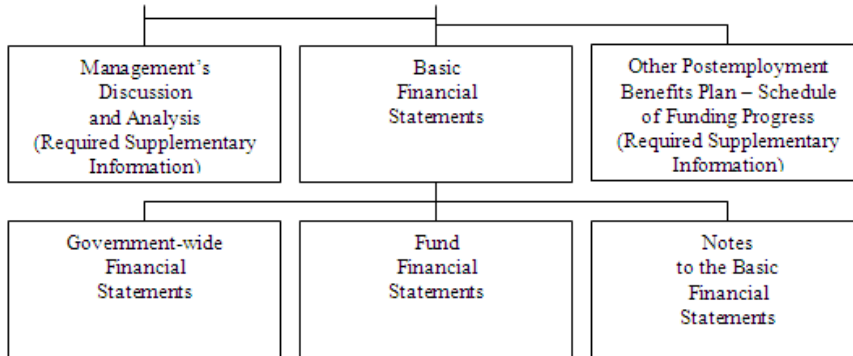 Management's
Discussion
and Analysis
(Required Supplementary
Information)
Basic
Financial
Statements
Other Postemployment
Benefits Plan – Schedule
of Funding Progress
(Required Supplementary
Information)
Government-wide
Financial
Statements
Fund
Financial
Statements
Notes
to the Basic
Financial
Statements